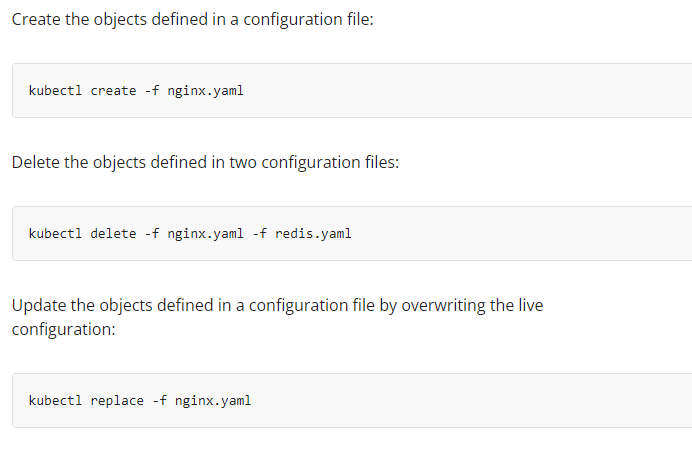 Create the objects defined in a configuration file:
kubectl create -f nginx.yaml
Delete the objects defined in two configuration files:
kubectl delete -f nginx.yaml -f redis.yaml
Update the objects defined in a configuration file by overwriting the live
configuration:
kubectl replace -f nginx.yaml